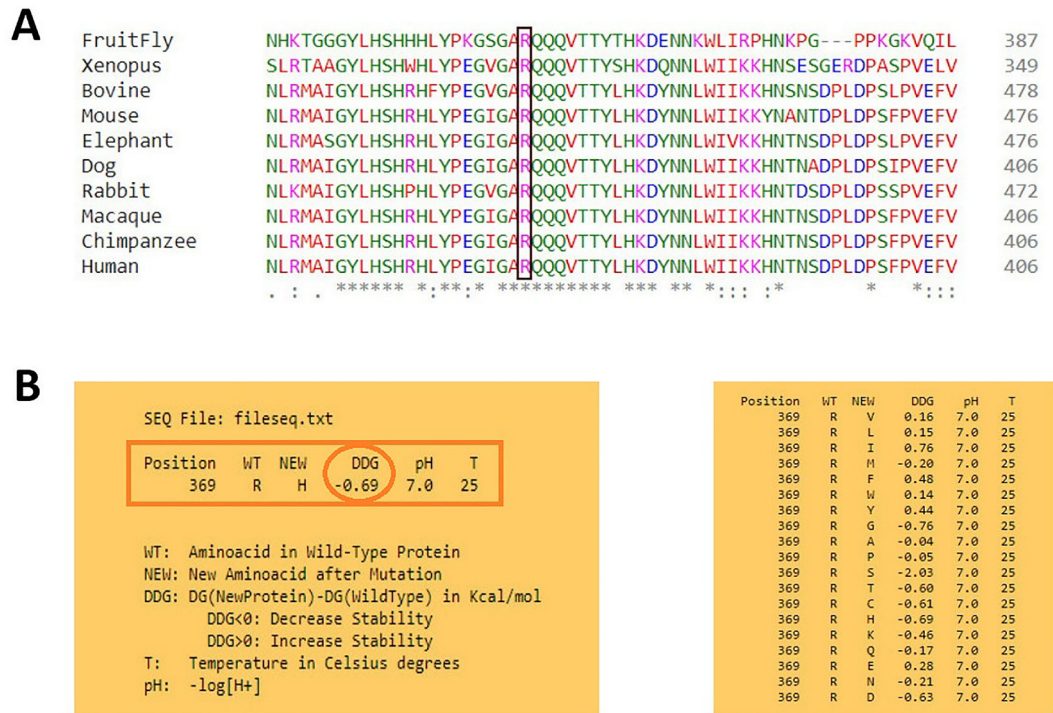 A
FruitFly NHKTGGGYLHSHHHLYPKGSGARQQQVTTYTHKDENNKWLIRPHNKPG---PPKGKVQIL 387
Xenopus SLRTAAGYLHSHWHLYPEGVGARQQQVTTYSHKDQNNLWIIKKHNSESGERDPASPVELV 349
Bovine NLRMAIGYLHSHRHFYPEGVGARQQQVTTYLHKDYNNLWIIKKHNSNSDPLDPSLPVEFV 478
Mouse NLRMAIGYLHSHRHLYPEGIGARQQQVTTYLHKDYNNLWIIKKYNANTDPLDPSFPVEFV 476
Elephant NLRMASGYLHSHRHLYPEGIGARQQQVTTYLHKDYNNLWIVKKHNTNSDPLDPSFPVEFV 476
Dog NLRMAIGYLHSHRHLYPEGIGARQQQVTTYLHKDYNNLWIIKKHNTNADPLDPSIPVEFV 406
Rabbit NLKMAIGYLHSHPHLYPEGVGARQQQVTTYLHKDYNNLWIIKKHNTDSDPLDPSSPVEFV 472
Macaque NLRMAIGYLHSHRHLYPEGIGARQQQVTTYLHKDYNNLWIIKKHNTNSDPLDPSFPVEFV 406
Chimpanzee NLRMAIGYLHSHRHLYPEGIGARQQQVTTYLHKDYNNLWIIKKHNTNSDPLDPSFPVEFV 406
Human NLRMAIGYLHSHRHLYPEGIGARQQQVTTYLHKDYNNLWIIKKHNTNSDPLDPSFPVEFV 406
. : . ****** *:**:* *********** *** ** *::: :* * *:::
B
SEQ File: fileseq.txt
Position WT NEW DDG pH T
369 R H -0.69 7.0 25
WT: Aminoacid in Wild-Type Protein
NEW: New Aminoacid after Mutation
DDG: DG(NewProtein)-DG(WildType) in Kcal/mol
DDG<0: Decrease Stability
DDG>0: Increase Stability
T: Temperature in Celsius degrees
pH: -log[H+]
Position WT NEW DDG pH T
369 R V 0.16 7.0 25
369 R L 0.15 7.0 25
369 R I 0.76 7.0 25
369 R M -0.20 7.0 25
369 R F 0.48 7.0 25
369 R W 0.14 7.0 25
369 R Y 0.44 7.0 25
369 R G -0.76 7.0 25
369 R A -0.04 7.0 25
369 R P -0.05 7.0 25
369 R S -2.03 7.0 25
369 R T -0.60 7.0 25
369 R C -0.61 7.0 25
369 R H -0.69 7.0 25
369 R K -0.46 7.0 25
369 R Q -0.17 7.0 25
369 R E 0.28 7.0 25
369 R N -0.21 7.0 25
369 R D -0.63 7.0 25